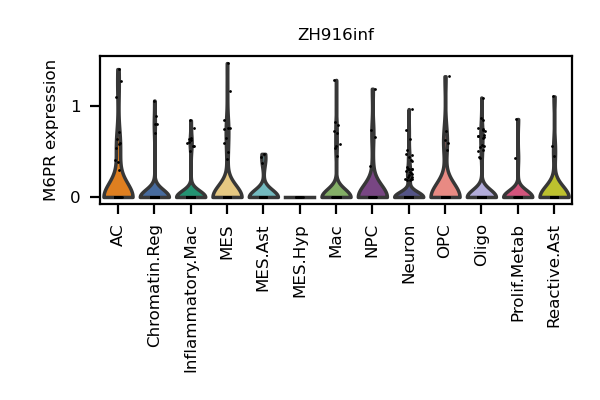 ZH916inf
M6PR expression
1
0
AC
Chromatin.Reg
Inflammatory.Mac
MES
MES.Ast
MES.Hyp
Mac
NPC
Neuron
OPC
Oligo
Prolif.Metab
Reactive.Ast